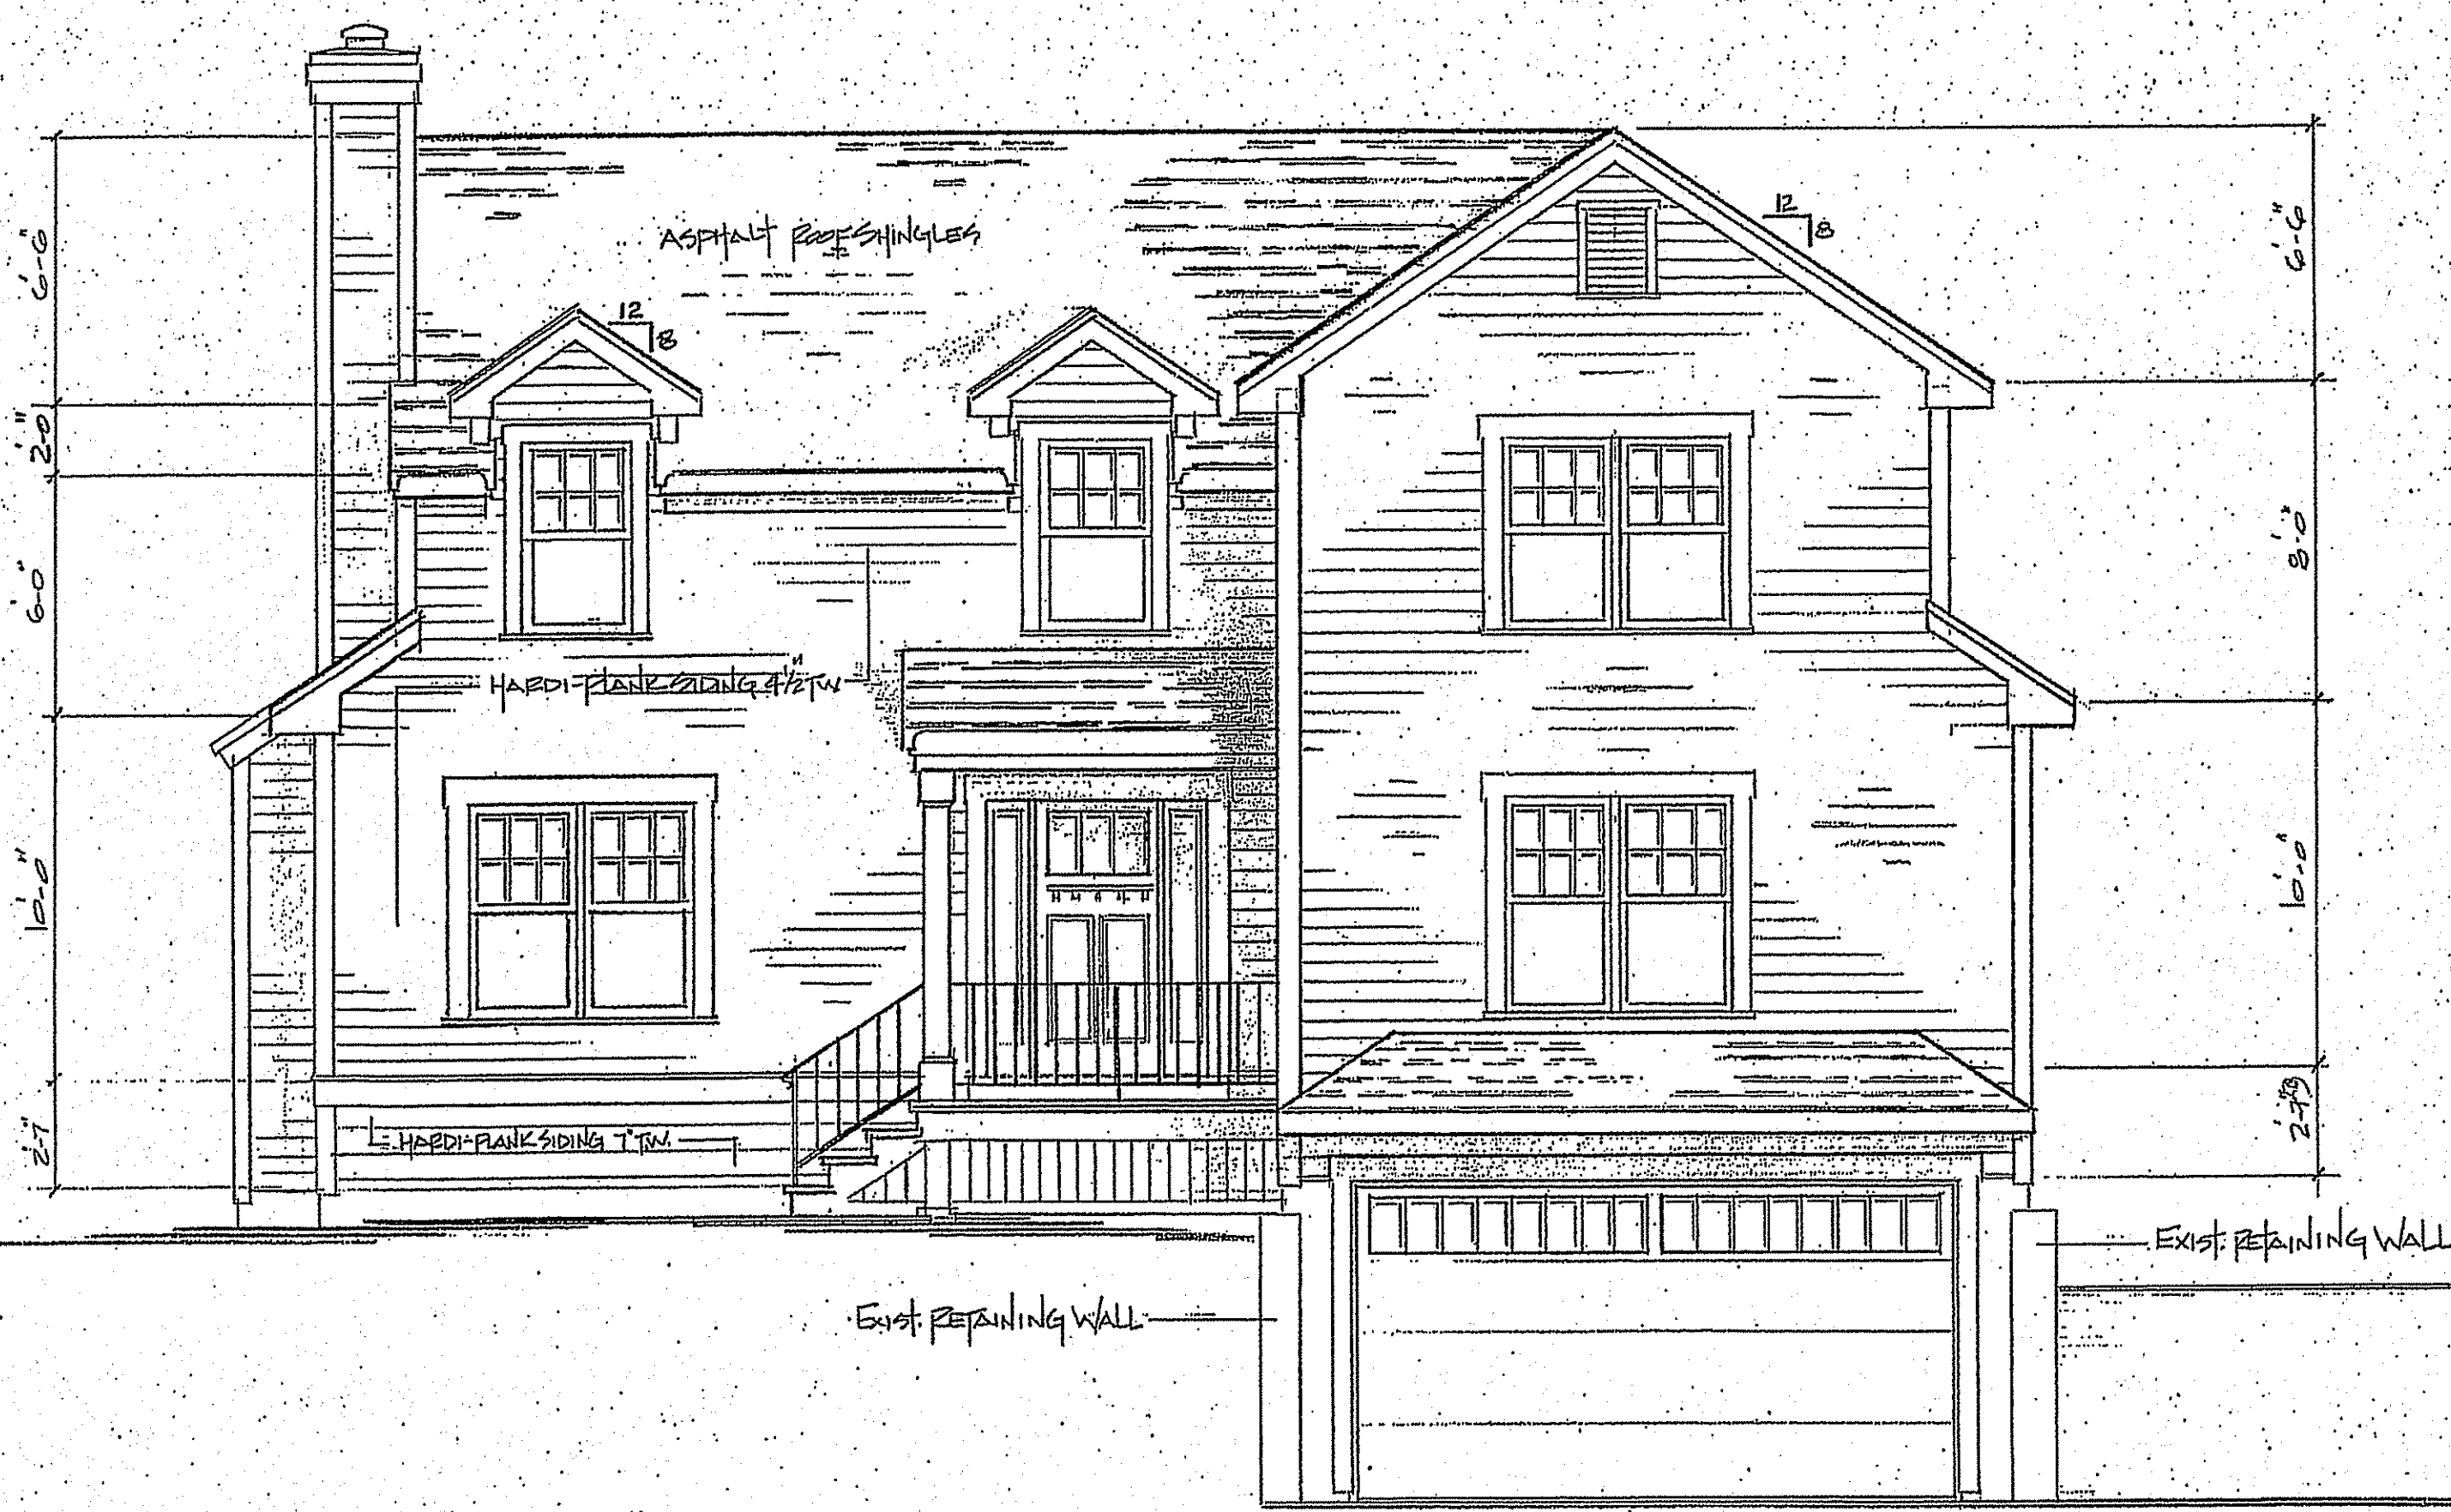 12
8
ASPHALT ROOF SHINGLES
12
8
6'-6"
6'-6"
2'-0"
8'-0"
6'-0"
HARDI-PLANK SIDING 4 1/2" T.W.
10'-0"
10'-0"
2'-7"
HARDI-PLANK SIDING 7" T.W.
EXIST. RETAINING WALL
EXIST. RETAINING WALL